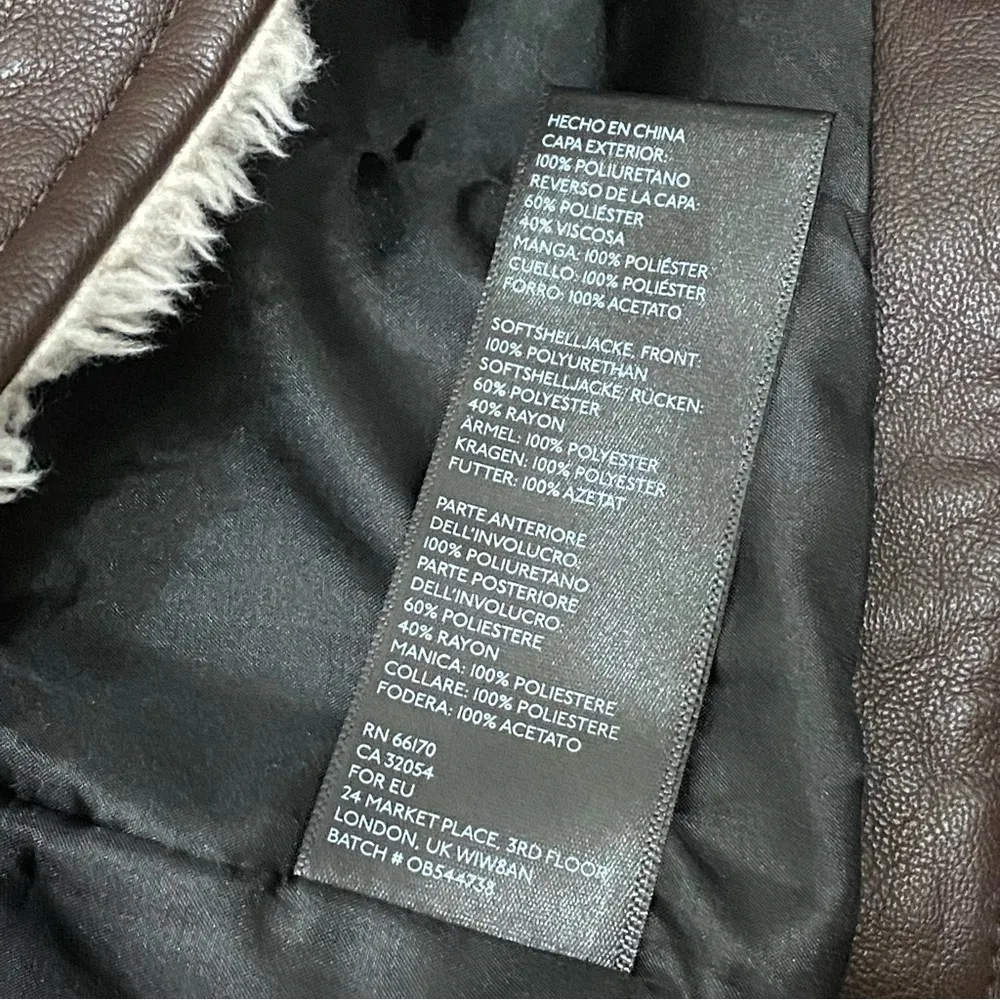 HECHO EN CHINA
CAPA EXTERIOR:
100% POLIURETANO
REVERSO DE LA CAPA:
60% POLIÉSTER
40% VISCOSA
MANGA: 100% POLIÉSTER
CUELLO: 100% POLIÉSTER
FORRO: 100% ACETATO
SOFTSHELLJACKE, FRONT:
100% POLYURETHAN
SOFTSHELLJACKE/RÜCKEN:
60% POLYESTER
40% RAYON
ÄRMEL: 100% POLYESTER
KRAGEN: 100% POLYESTER
FUTTER: 100% AZETAT
PARTE ANTERIORE
DELL'INVOLUCRO:
100% POLIURETANO
PARTE POSTERIORE
DELL'INVOLUCRO:
60% POLIESTERE
40% RAYON
MANICA: 100% POLIESTERE
COLLARE: 100% POLIESTERE
FODERA: 100% ACETATO
RN 66170
CA 32054
FOR EU
24 MARKET PLACE, 3RD FLOOR
LONDON, UK W1W8AN
BATCH # OB544738